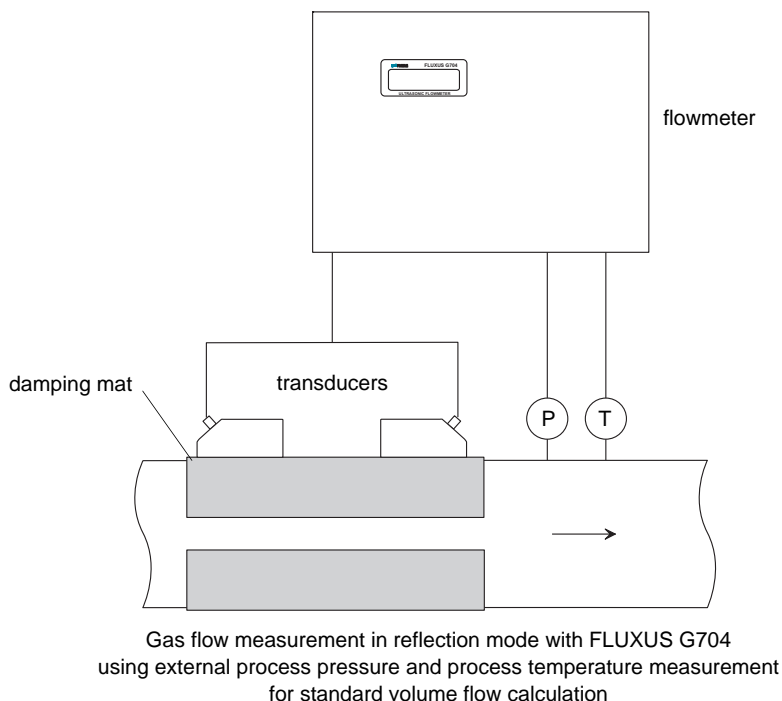 FLUXUS G704
ULTRASONIC FLOWMETER
flowmeter
damping mat
transducers
P T
Gas flow measurement in reflection mode with FLUXUS G704
using external process pressure and process temperature measurement
for standard volume flow calculation